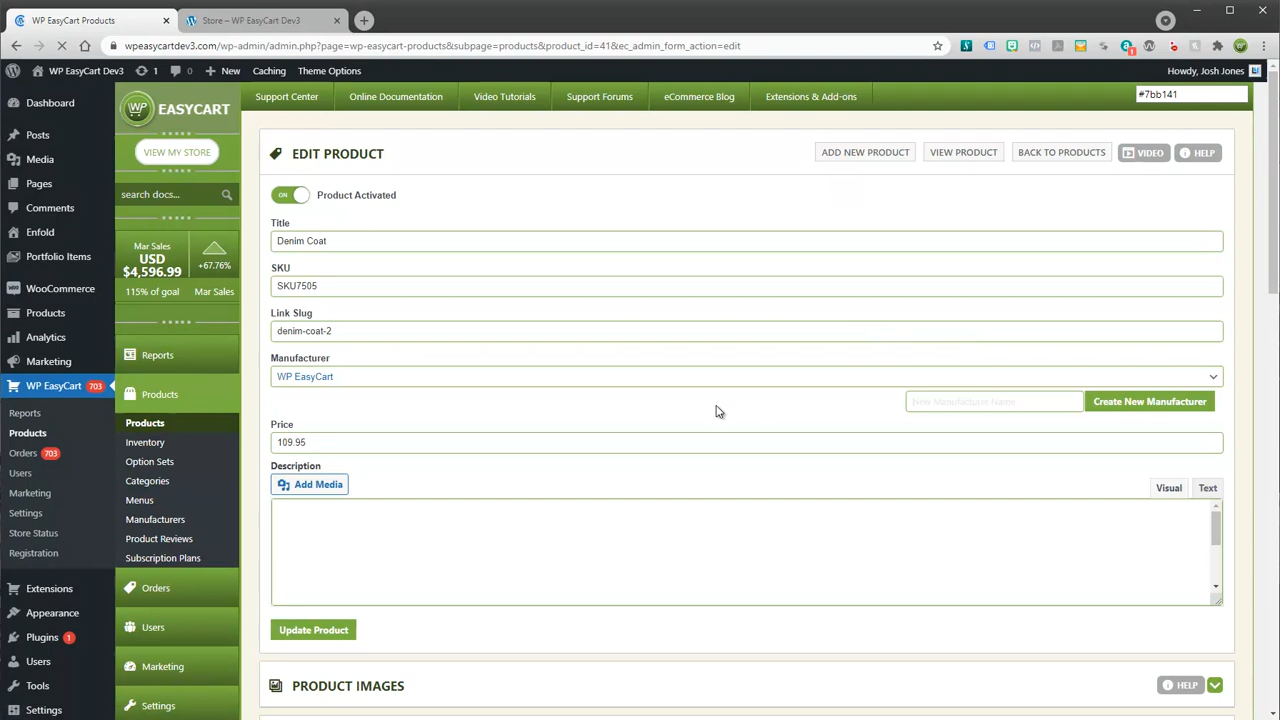 WP EasyCart Products
Store – WP EasyCart Dev3
wpeasycartdev3.com/wp-admin/admin.php?page=wp-easycart-products&subpage=products&product_id=41&ec_admin_form_action=edit
WP EasyCart Dev3
1
0
New
Caching
Theme Options
Howdy, Josh Jones
Dashboard
Posts
Media
Pages
Comments
Enfold
Portfolio Items
WooCommerce
Products
Analytics
Marketing
WP EasyCart 703
Reports
Products
Orders 703
Users
Marketing
Settings
Store Status
Registration
Extensions
Appearance
Plugins 1
Users
Tools
Settings
WP EASYCART
VIEW MY STORE
search docs...
Mar Sales
USD
$4,596.99
+67.76%
115% of goal
Mar Sales
Reports
Products
Products
Inventory
Option Sets
Categories
Menus
Manufacturers
Product Reviews
Subscription Plans
Orders
Users
Marketing
Settings
Support Center
Online Documentation
Video Tutorials
Support Forums
eCommerce Blog
Extensions & Add-ons
#7bb141
EDIT PRODUCT
ADD NEW PRODUCT
VIEW PRODUCT
BACK TO PRODUCTS
VIDEO
HELP
ON
Product Activated
Title
Denim Coat
SKU
SKU7505
Link Slug
denim-coat-2
Manufacturer
WP EasyCart
New Manufacturer Name
Create New Manufacturer
Price
109.95
Description
Add Media
Visual
Text
Update Product
PRODUCT IMAGES
HELP